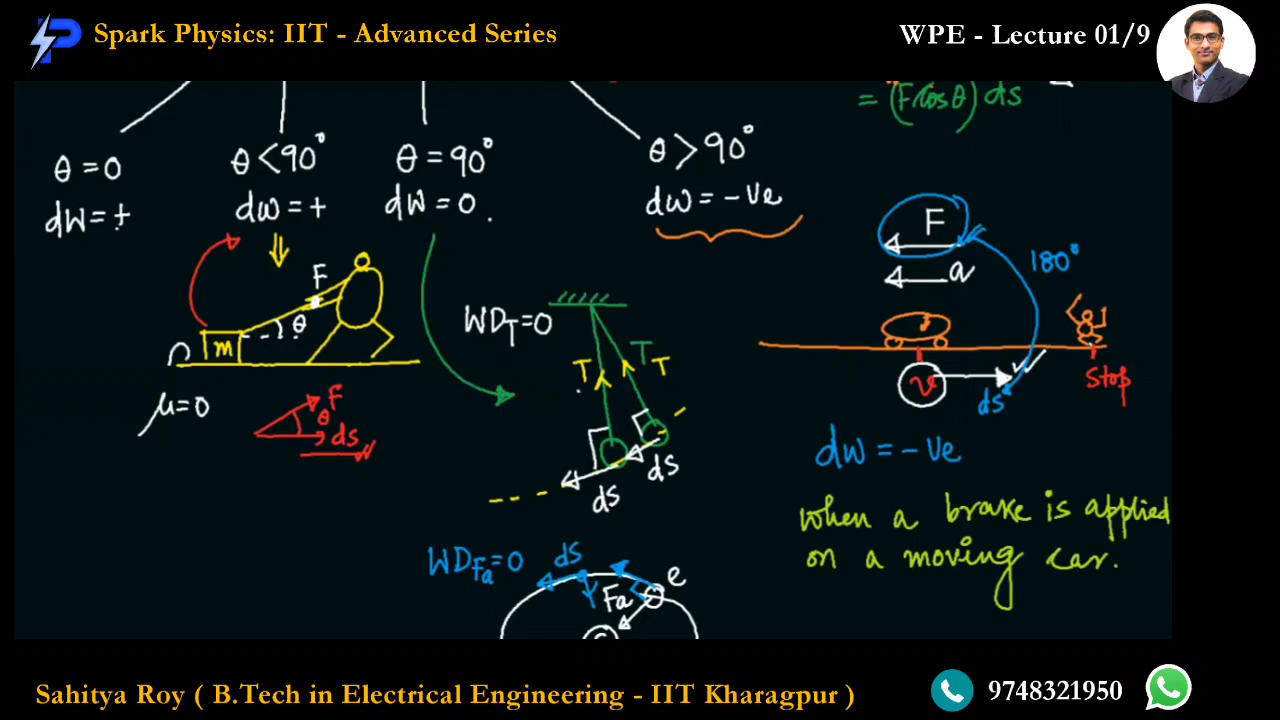 Spark Physics: IIT - Advanced Series
WPE - Lecture 01/9
= (F cos θ) ds
θ = 0
dW = +
θ < 90°
dw = +
θ = 90°
dW = 0.
θ > 90°
dw = -ve
F
θ
m
μ = 0
F
θ
ds
WD_T = 0
T
T
T
ds
ds
F
a
180°
v
ds
Stop
dw = -ve
when a brake is applied
on a moving car.
WD_Fa = 0
ds
Fa
e
Sahitya Roy ( B.Tech in Electrical Engineering - IIT Kharagpur )
9748321950